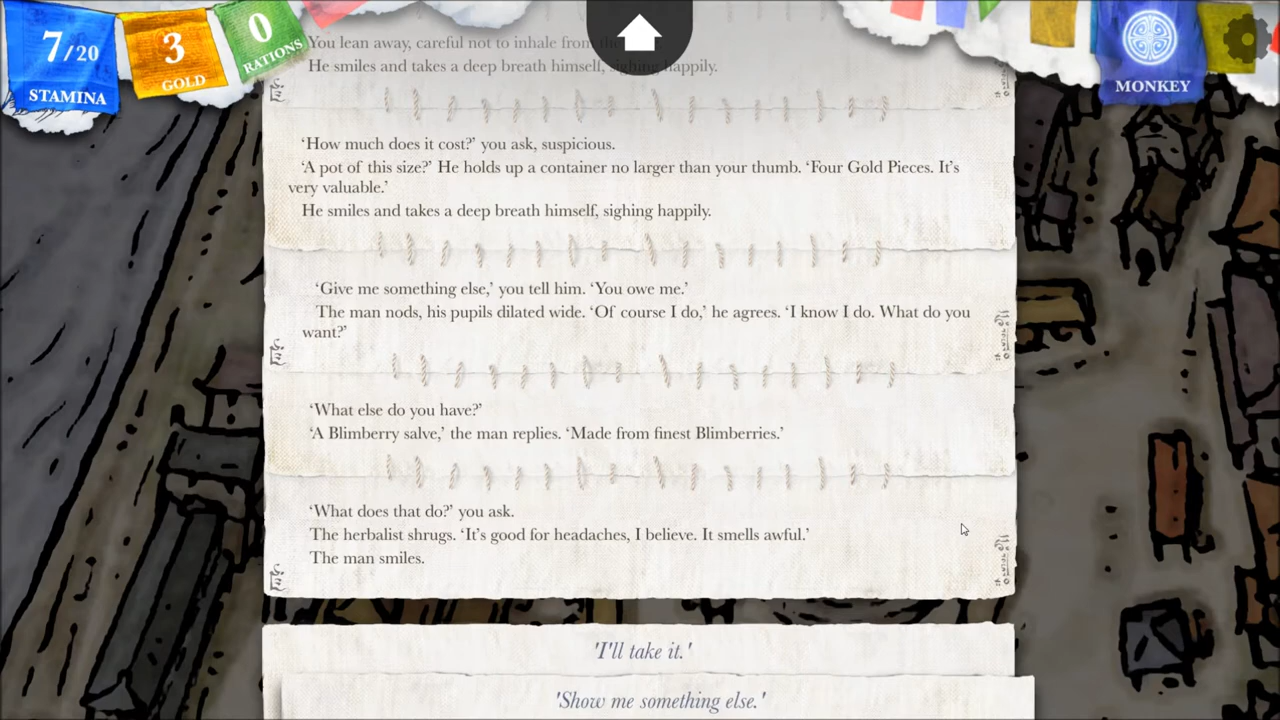 7/20
STAMINA
3
GOLD
0
RATIONS
MONKEY
You lean away, careful not to inhale from the
He smiles and takes a deep breath himself, sighing happily.
‘How much does it cost?’ you ask, suspicious.
‘A pot of this size?’ He holds up a container no larger than your thumb. ‘Four Gold Pieces. It’s
very valuable.’
He smiles and takes a deep breath himself, sighing happily.
‘Give me something else,’ you tell him. ‘You owe me.’
The man nods, his pupils dilated wide. ‘Of course I do,’ he agrees. ‘I know I do. What do you
want?’
‘What else do you have?’
‘A Blimberry salve,’ the man replies. ‘Made from finest Blimberries.’
‘What does that do?’ you ask.
The herbalist shrugs. ‘It’s good for headaches, I believe. It smells awful.’
The man smiles.
'I'll take it.'
'Show me something else.'